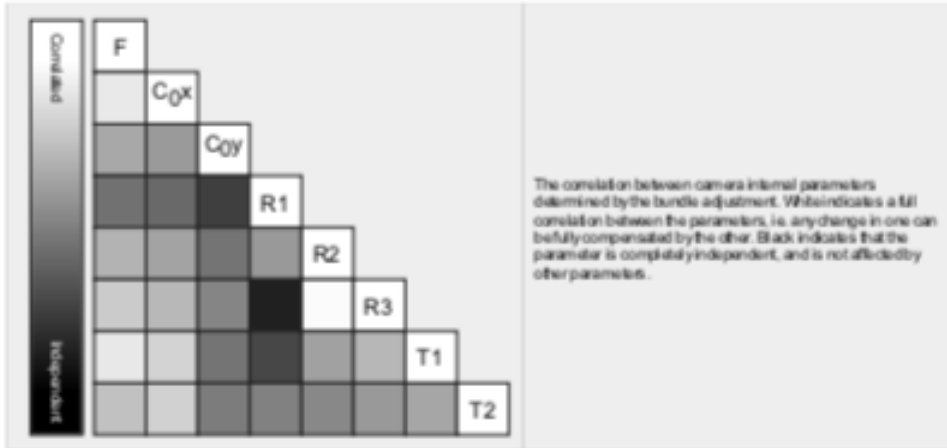 Correlated
F
C0x
C0y
R1
R2
R3
T1
T2
Independent
The correlation between camera internal parameters
determined by the bundle adjustment. White indicates a full
correlation between the parameters, i.e. any change in one can
be fully compensated by the other. Black indicates that the
parameter is completely independent, and is not affected by
other parameters.